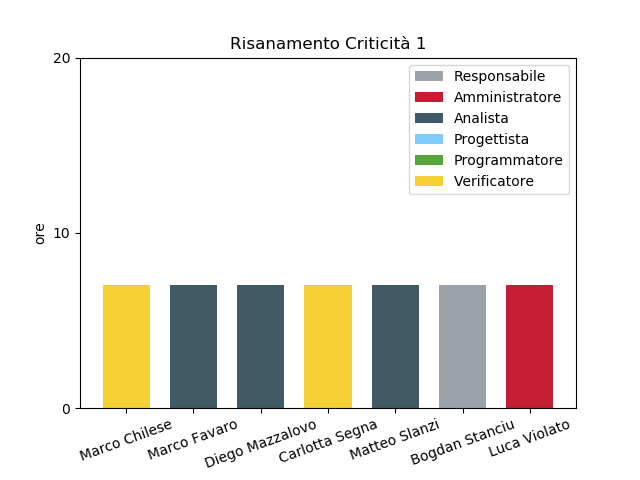 Risanamento Criticità 1
20
10
0
ore
Responsabile
Amministratore
Analista
Progettista
Programmatore
Verificatore
Marco Chilese
Marco Favaro
Diego Mazzalovo
Carlotta Segna
Matteo Slanzi
Bogdan Stanciu
Luca Violato